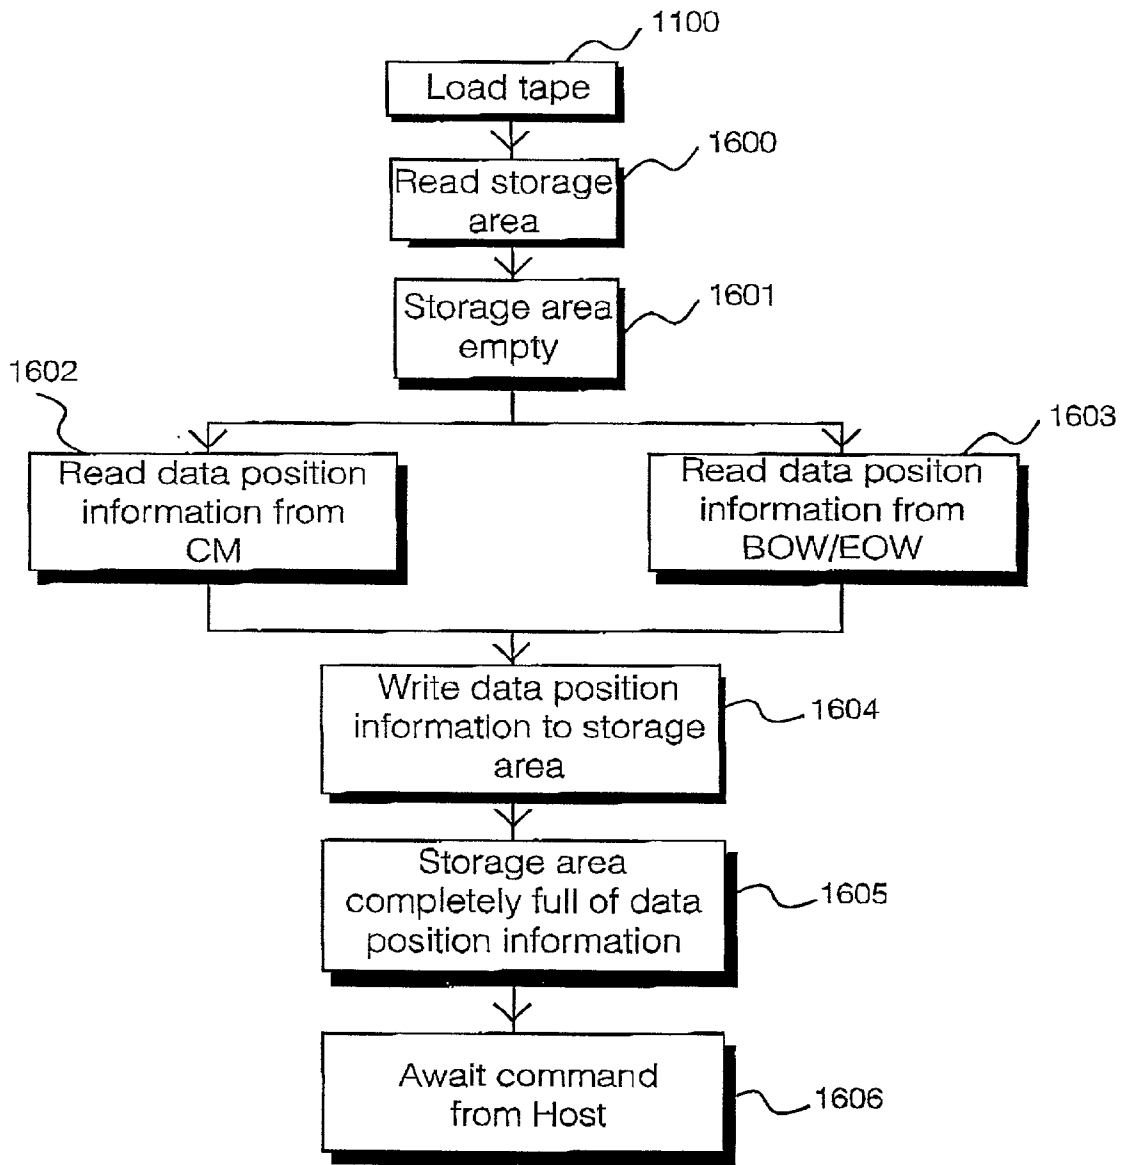 1100
Load tape
1600
Read storage
area
1601
Storage area
empty
1602
Read data position
information from
CM
1603
Read data positon
information from
BOW/EOW
Write data position
information to storage
area
1604
Storage area
completely full of data
position information
1605
Await command
from Host
1606